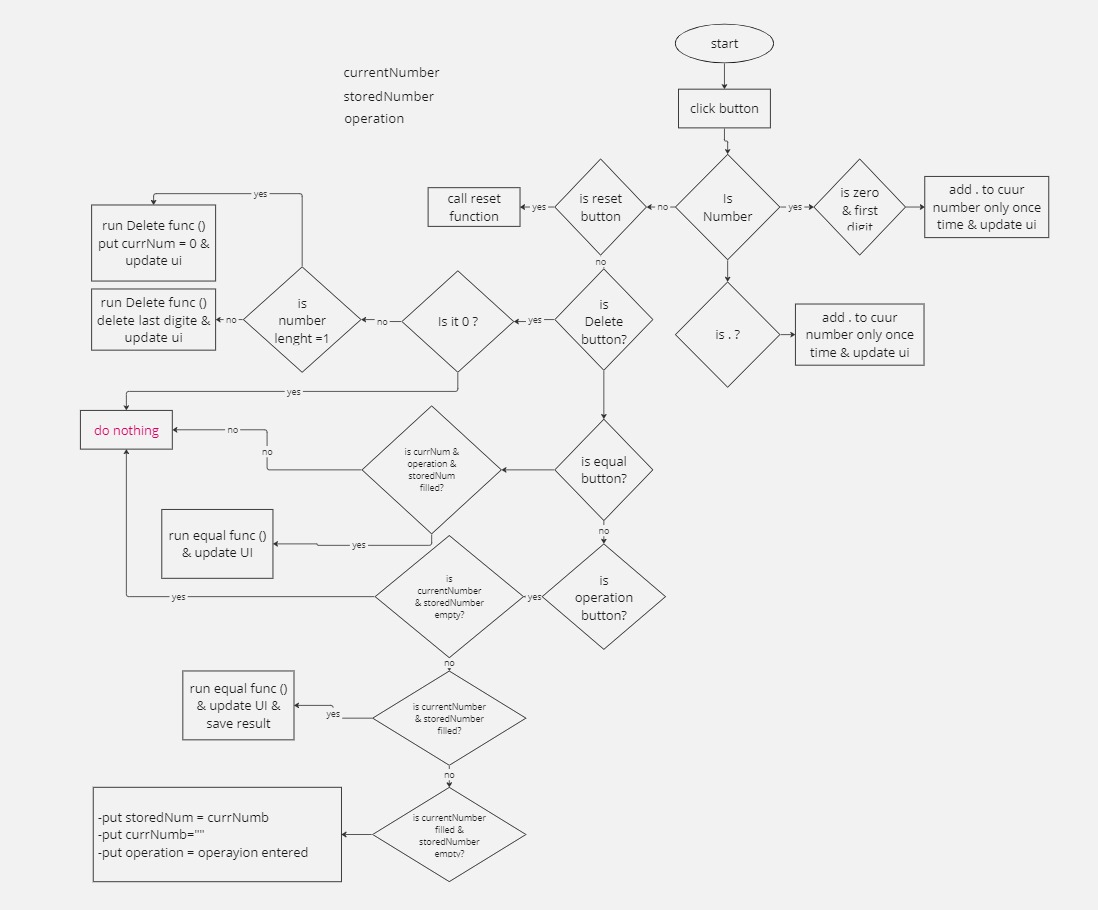 start
currentNumber
storedNumber
operation
click button
is zero
& first
digit
add . to cuur
number only once
time & update ui
yes
Is
Number
no
is reset
button
yes
call reset
function
yes
run Delete func ()
put currNum = 0 &
update ui
no
is
Delete
button?
yes
Is it 0 ?
no
is
number
lenght =1
no
run Delete func ()
delete last digite &
update ui
is . ?
add . to cuur
number only once
time & update ui
yes
do nothing
no
no
is currNum &
operation &
storedNum
filled?
is equal
button?
run equal func ()
& update UI
yes
no
is
operation
button?
yes
is
currentNumber
& storedNumber
empty?
yes
no
run equal func ()
& update UI &
save result
yes
is currentNumber
& storedNumber
filled?
no
is currentNumber
filled &
storedNumber
empty?
-put storedNum = currNumb
-put currNumb=""
-put operation = operayion entered